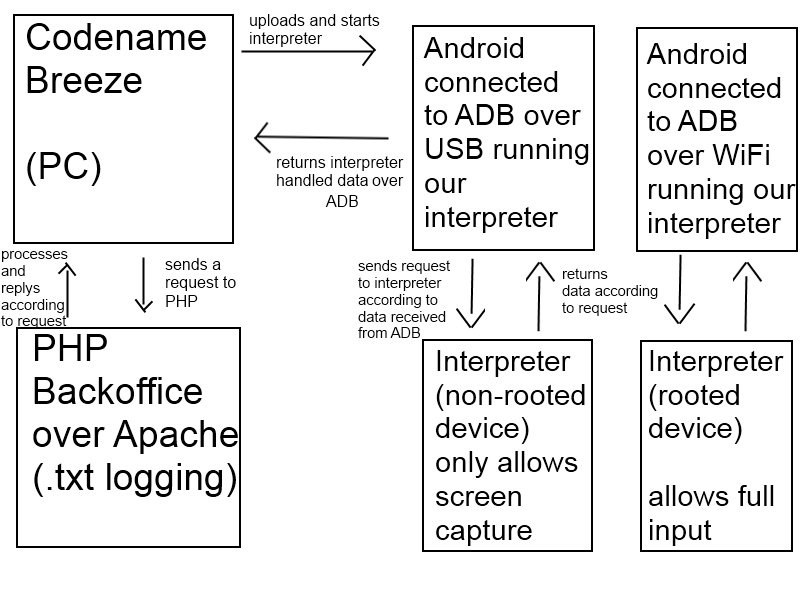 Codename
Breeze
(PC)
uploads and starts
interpreter
returns interpreter
handled data over
ADB
Android
connected
to ADB over
USB running
our
interpreter
Android
connected
to ADB
over WiFi
running our
interpreter
processes
and
replys
according
to request
sends a
request to
PHP
sends request
to interpreter
according to
data received
from ADB
returns
data according
to request
PHP
Backoffice
over Apache
(.txt logging)
Interpreter
(non-rooted
device)
only allows
screen
capture
Interpreter
(rooted
device)
allows full
input